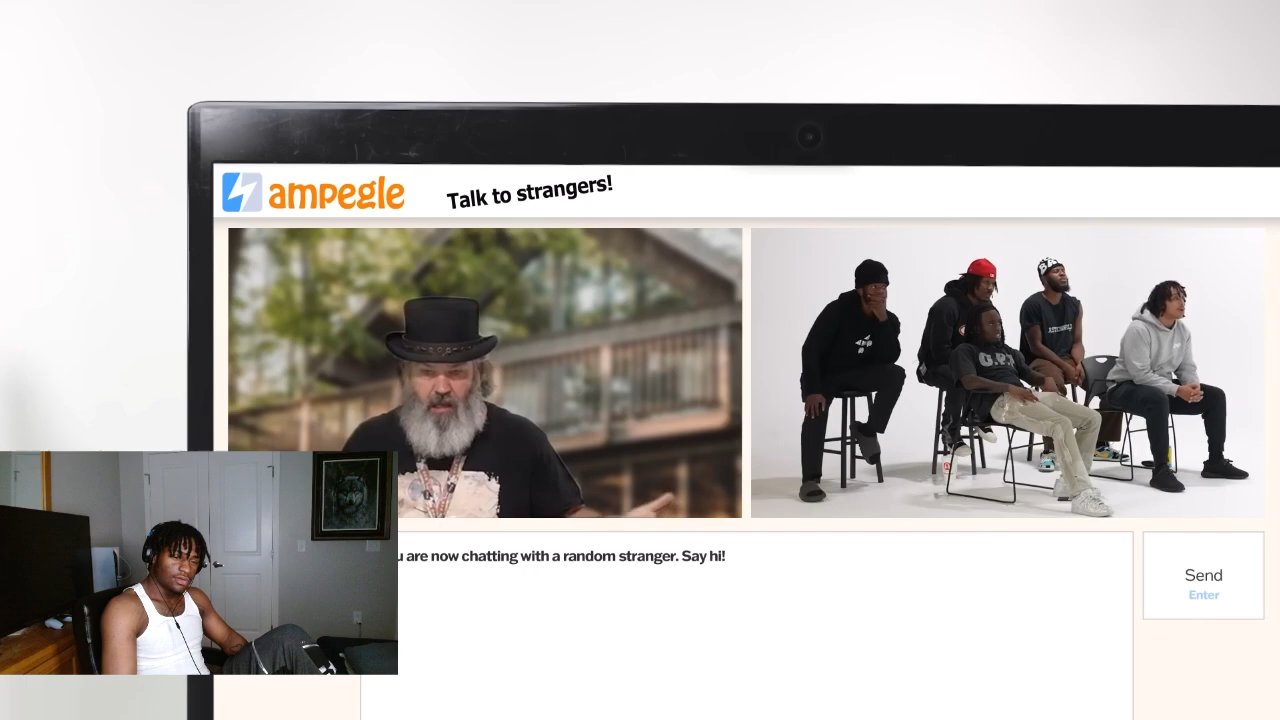 ampegle
Talk to strangers!
G.P.T
u are now chatting with a random stranger. Say hi!
Send
Enter